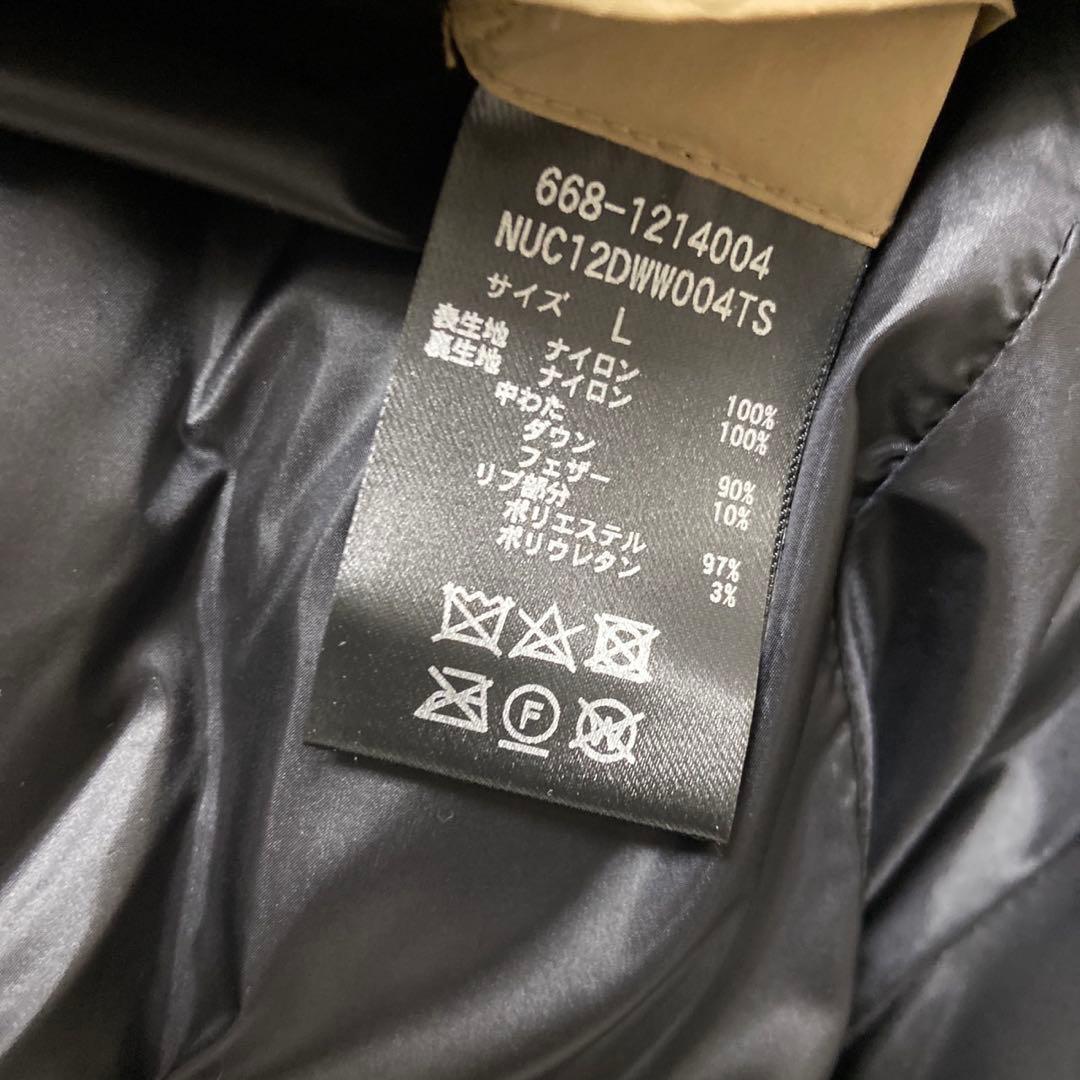 668-1214004
NUC12DWW004TS
サイズ L
表生地 ナイロン 100%
裏生地 ナイロン 100%
中わた
ダウン 90%
フェザー 10%
リブ部分
ポリエステル 97%
ポリウレタン 3%
F
W